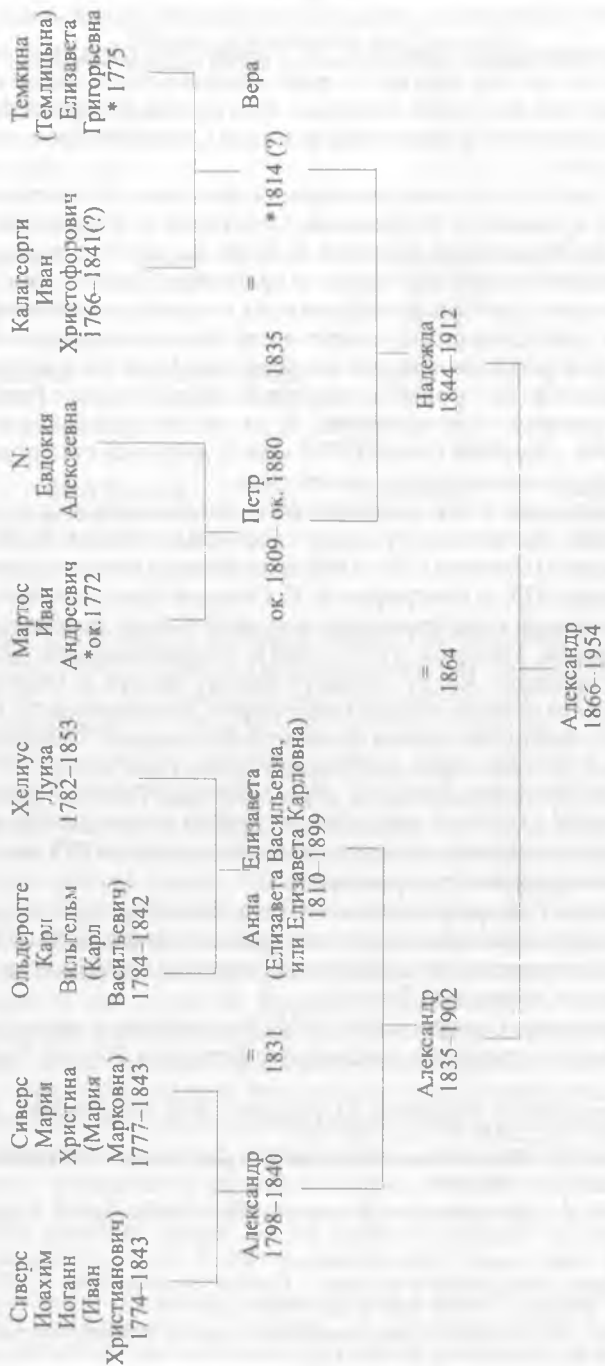 Сиверс
Иоахим
Иоганн
(Иван
Христианович)
1774–1843
Сиверс
Мария
Христина
(Мария
Марковна)
1777–1843
Ольдерогге
Карл
Вильгельм
(Карл
Васильевич)
1784–1842
Хелиус
Луиза
1782–1853
Мартос
Иван
Андреевич
*ок.1772
N.
Евдокия
Алексеевна
Калагеорги
Иван
Христофорович
1766–1841(?)
Темкина
(Темлицына)
Елизавета
Григорьевна
* 1775
Александр
1798–1840
=
1831
Анна Елизавета
(Елизавета Васильевна,
или Елизавета Карловна)
1810–1899
Петр
ок. 1809– ок. 1880
=
1835
Вера
*1814 (?)
Александр
1835–1902
=
1864
Надежда
1844–1912
Александр
1866–1954